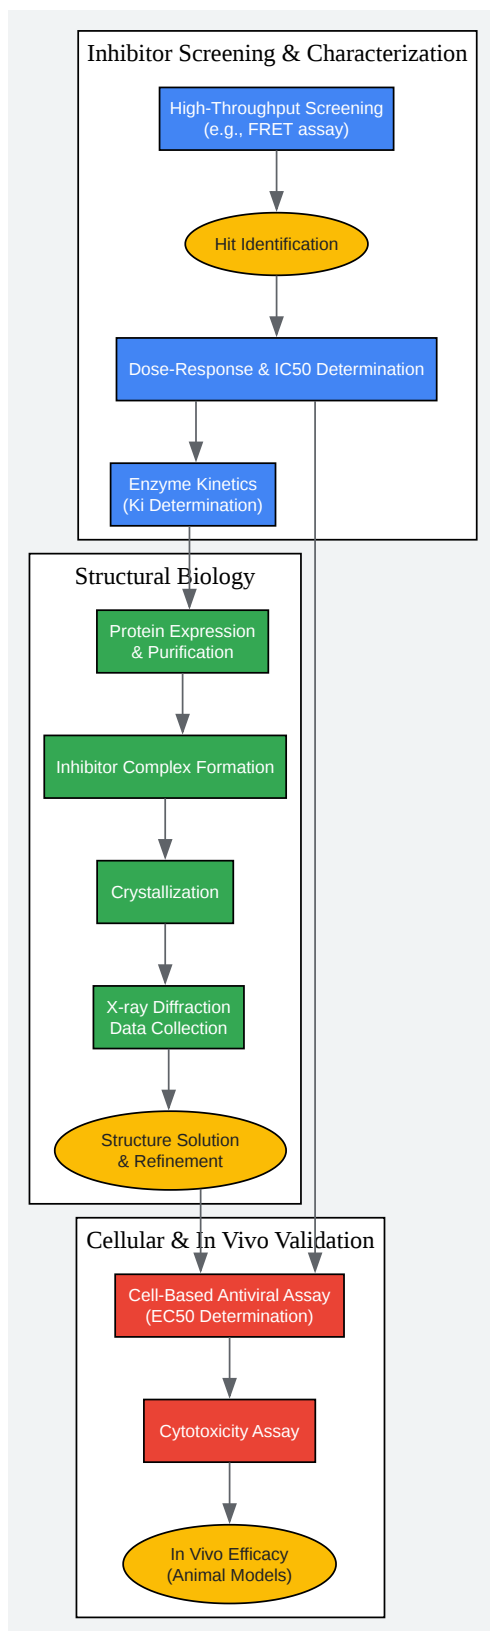 Inhibitor Screening & Characterization
High-Throughput Screening
(e.g., FRET assay)
Hit Identification
Dose-Response & IC50 Determination
Enzyme Kinetics
(Ki Determination)
Structural Biology
Protein Expression
& Purification
Inhibitor Complex Formation
Crystallization
X-ray Diffraction
Data Collection
Structure Solution
& Refinement
Cellular & In Vivo Validation
Cell-Based Antiviral Assay
(EC50 Determination)
Cytotoxicity Assay
In Vivo Efficacy
(Animal Models)